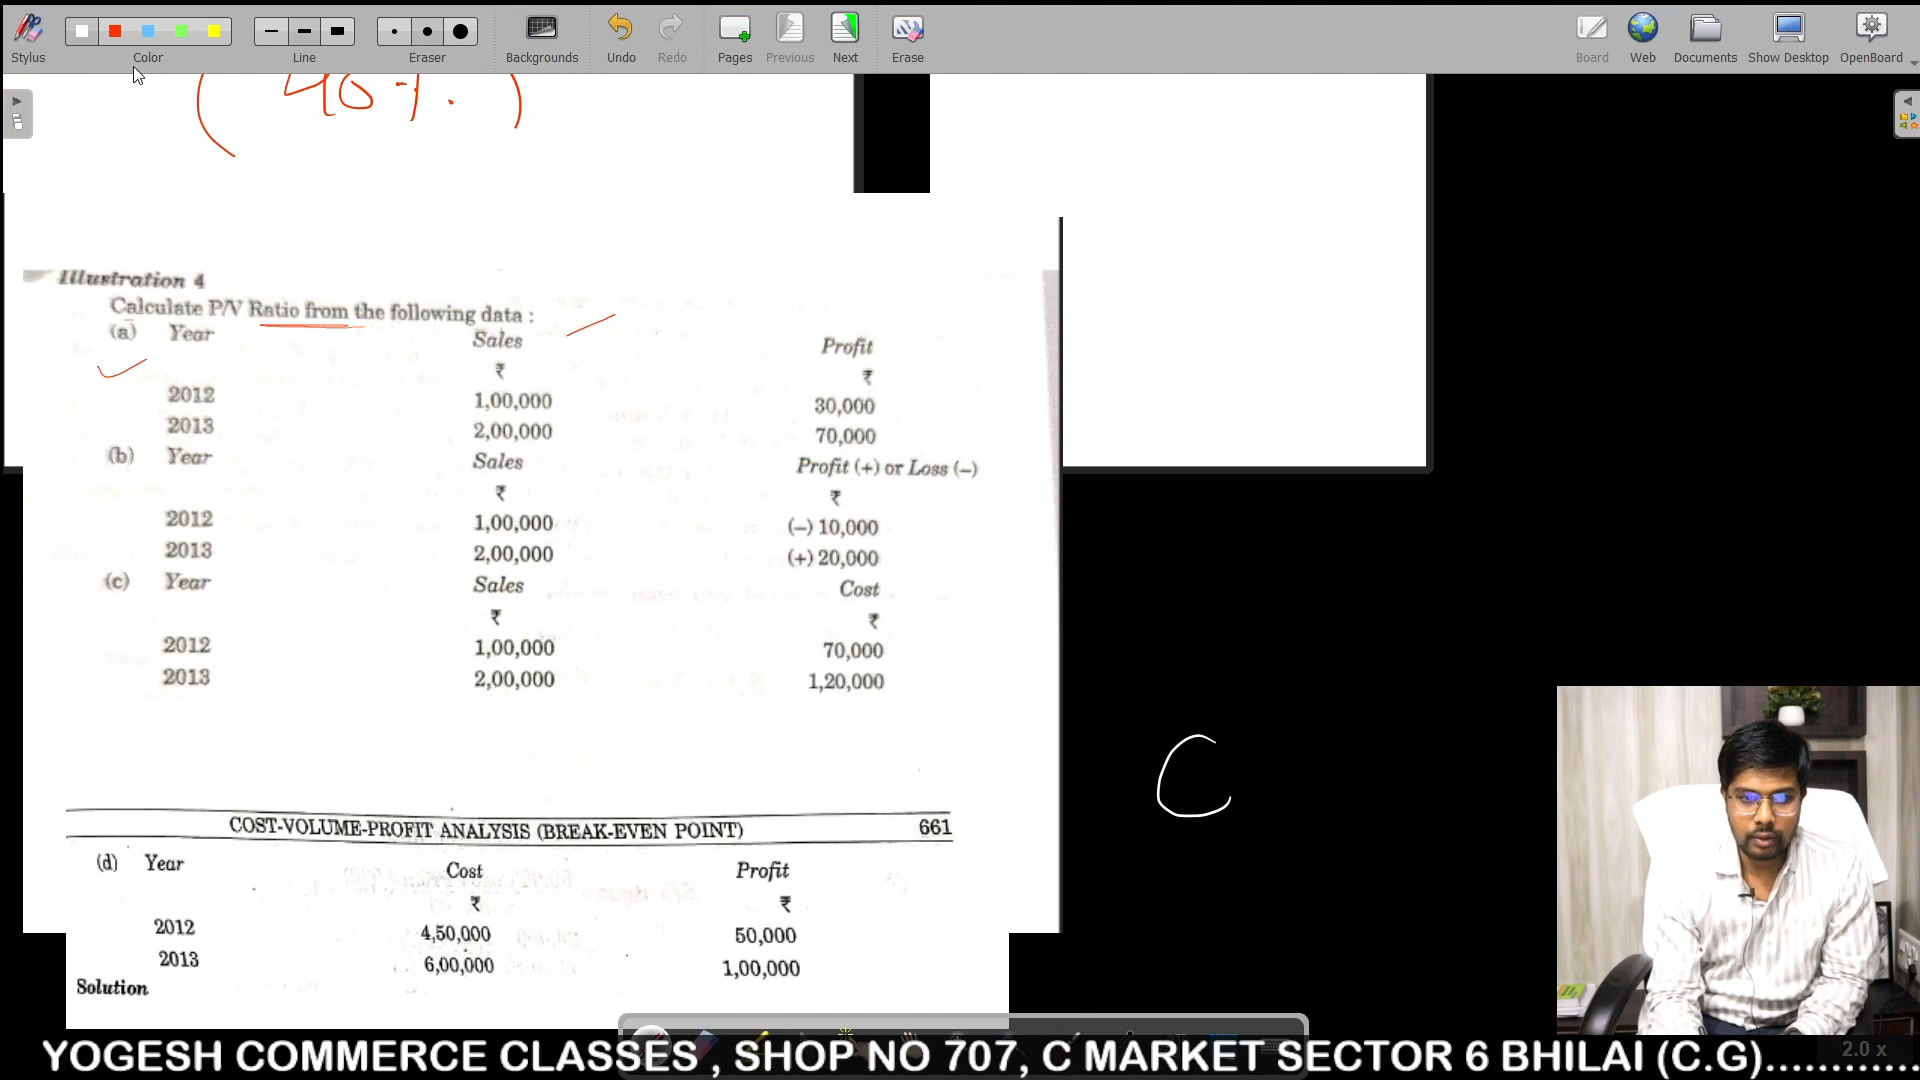 Stylus Color Line Eraser Backgrounds Undo Redo Pages Previous Next Erase Board Web Documents Show Desktop OpenBoard
( 40%. )
Illustration 4
Calculate P/V Ratio from the following data :
(a) Year Sales Profit
₹ ₹
2012 1,00,000 30,000
2013 2,00,000 70,000
(b) Year Sales Profit (+) or Loss (–)
₹ ₹
2012 1,00,000 (–) 10,000
2013 2,00,000 (+) 20,000
(c) Year Sales Cost
₹ ₹
2012 1,00,000 70,000
2013 2,00,000 1,20,000
C
COST-VOLUME-PROFIT ANALYSIS (BREAK-EVEN POINT) 661
(d) Year Cost Profit
₹ ₹
2012 4,50,000 50,000
2013 6,00,000 1,00,000
Solution
YOGESH COMMERCE CLASSES , SHOP NO 707, C MARKET SECTOR 6 BHILAI (C.G)............
2.0 x